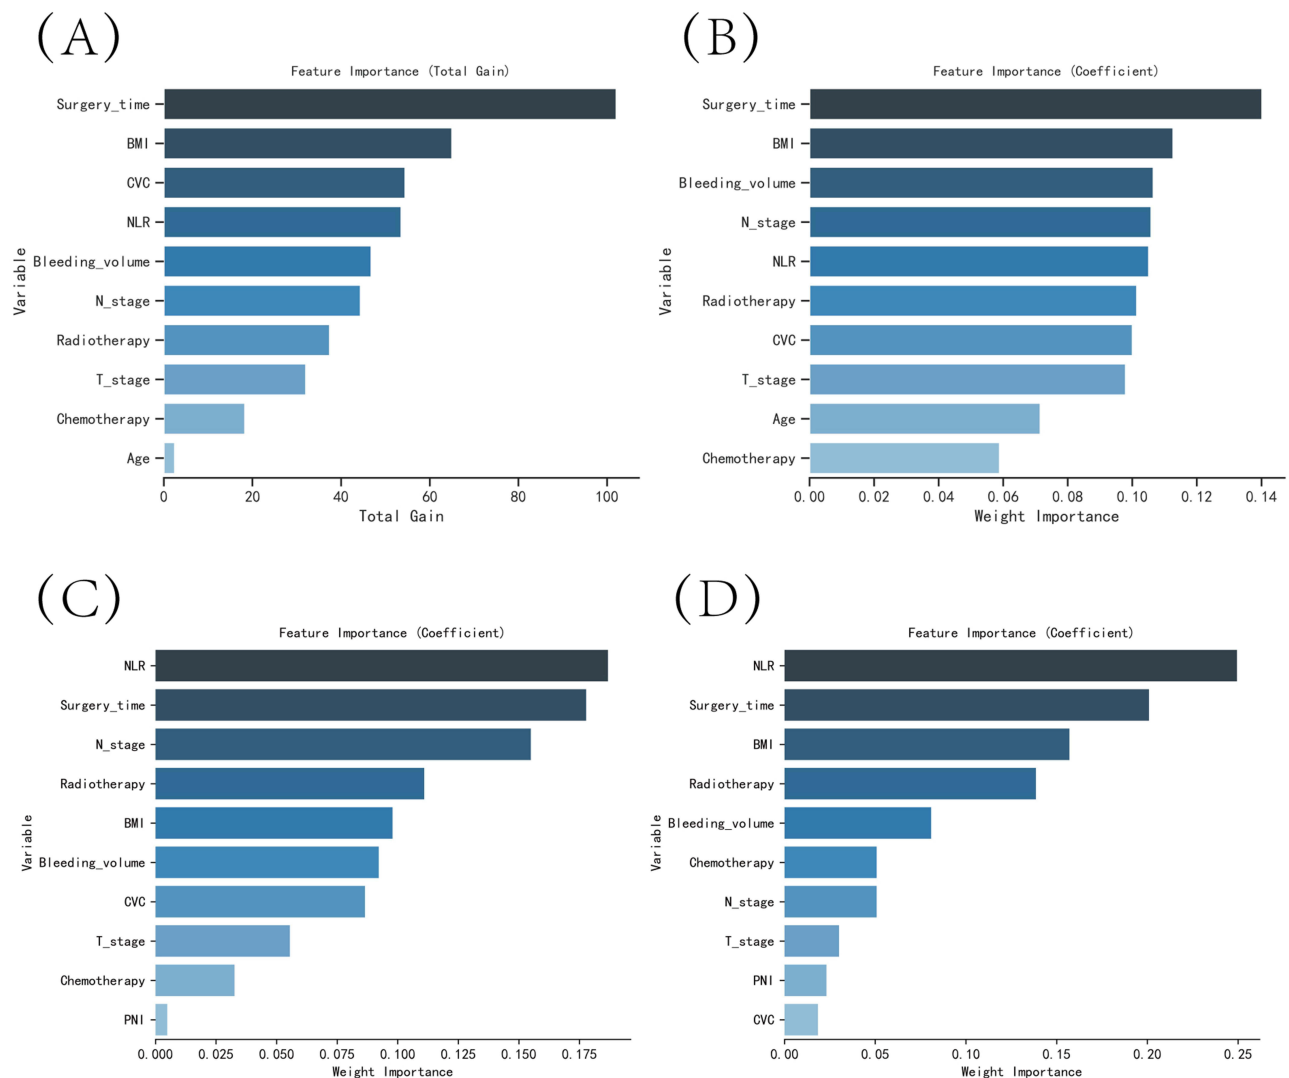 (A)
Feature Importance (Total Gain)
Variable
Surgery_time
BMI
CVC
NLR
Bleeding_volume
N_stage
Radiotherapy
T_stage
Chemotherapy
Age
0 20 40 60 80 100
Total Gain
(B)
Feature Importance (Coefficient)
Variable
Surgery_time
BMI
Bleeding_volume
N_stage
NLR
Radiotherapy
CVC
T_stage
Age
Chemotherapy
0.00 0.02 0.04 0.06 0.08 0.10 0.12 0.14
Weight Importance
(C)
Feature Importance (Coefficient)
Variable
NLR
Surgery_time
N_stage
Radiotherapy
BMI
Bleeding_volume
CVC
T_stage
Chemotherapy
PNI
0.000 0.025 0.050 0.075 0.100 0.125 0.150 0.175
Weight Importance
(D)
Feature Importance (Coefficient)
Variable
NLR
Surgery_time
BMI
Radiotherapy
Bleeding_volume
Chemotherapy
N_stage
T_stage
PNI
CVC
0.00 0.05 0.10 0.15 0.20 0.25
Weight Importance